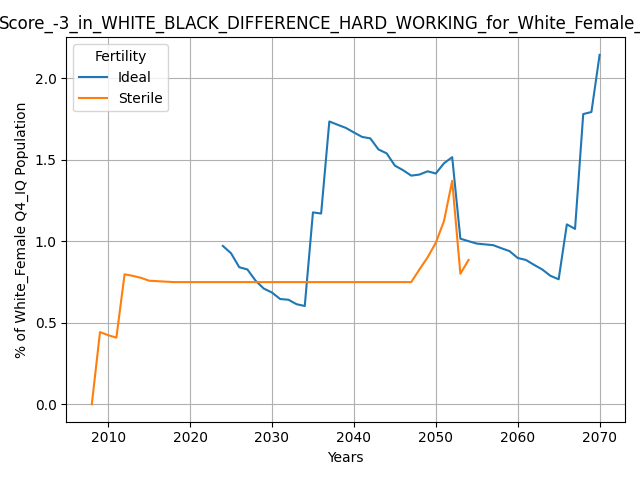 Score_-3_in_WHITE_BLACK_DIFFERENCE_HARD_WORKING_for_White_Female_
Fertility
Ideal
Sterile
% of White_Female Q4_IQ Population
2.0
1.5
1.0
0.5
0.0
2010 2020 2030 2040 2050 2060 2070
Years